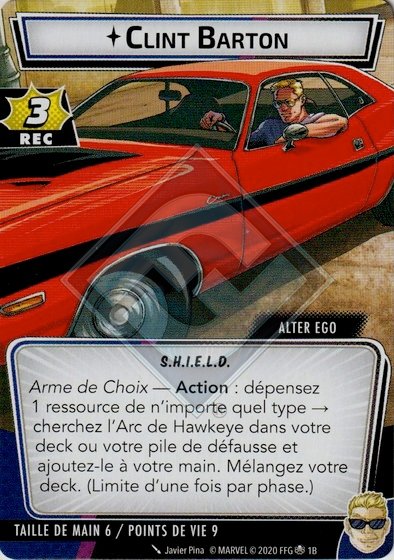 CLINT BARTON
3
REC
ALTER EGO
S.H.I.E.L.D.
Arme de Choix — Action : dépensez
1 ressource de n'importe quel type →
cherchez l'Arc de Hawkeye dans votre
deck ou votre pile de défausse et
ajoutez-le à votre main. Mélangez votre
deck. (Limite d'une fois par phase.)
TAILLE DE MAIN 6 / POINTS DE VIE 9
Javier Pina © MARVEL © 2020 FFG 1B